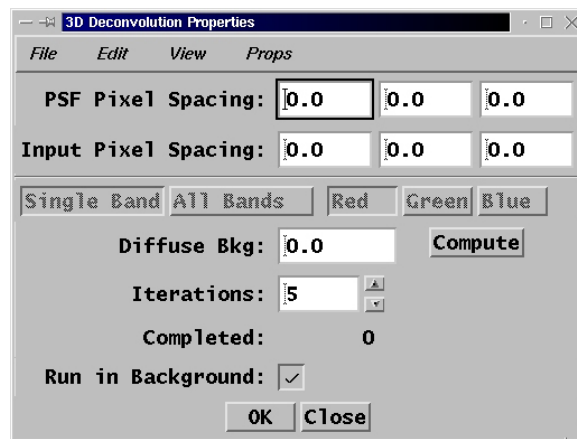 3D Deconvolution Properties
File Edit View Props
PSF Pixel Spacing: 0.0 0.0 0.0
Input Pixel Spacing: 0.0 0.0 0.0
Single Band All Bands Red Green Blue
Diffuse Bkg: 0.0 Compute
Iterations: 5
Completed: 0
Run in Background:
OK Close